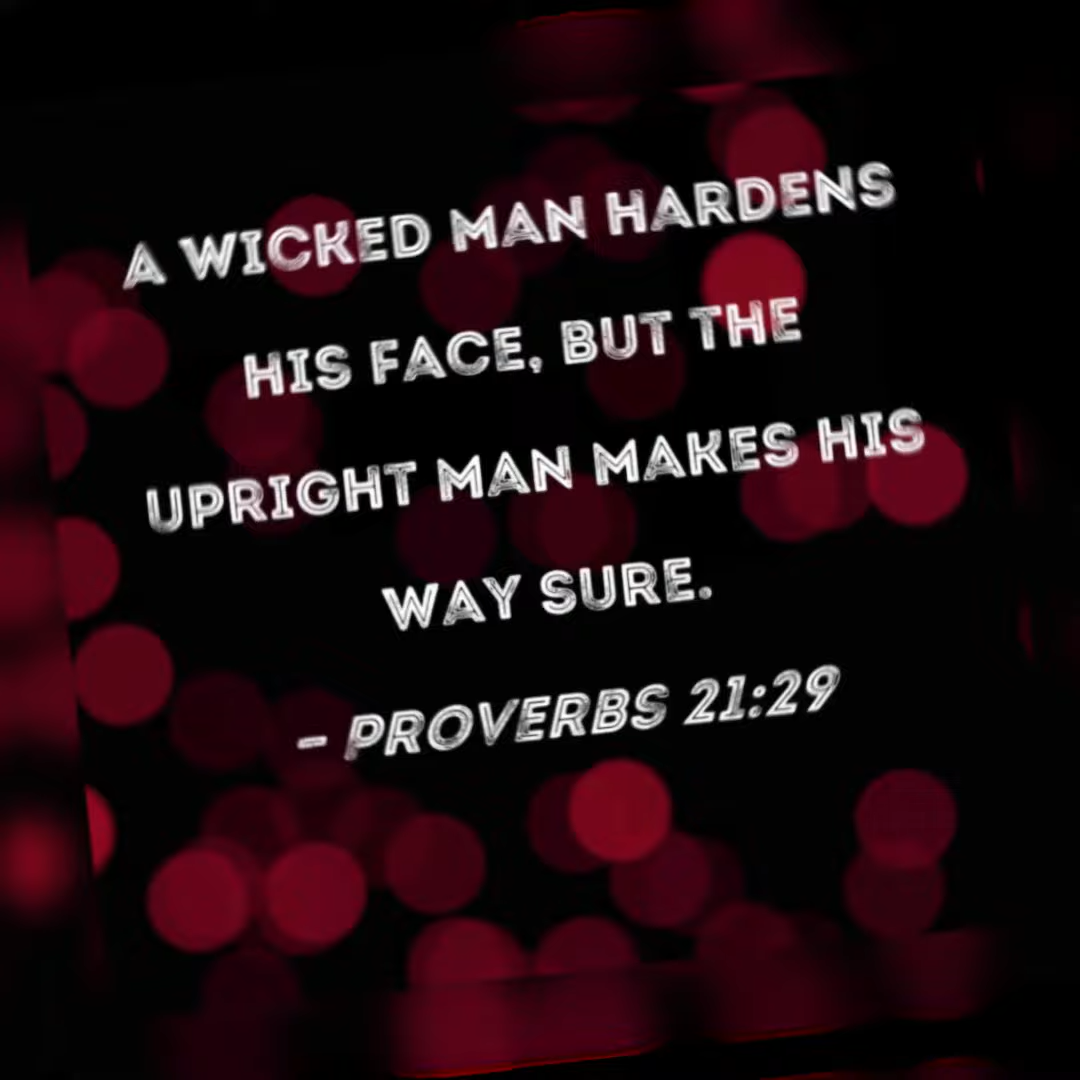 A WICKED MAN HARDENS
HIS FACE, BUT THE
UPRIGHT MAN MAKES HIS
WAY SURE.
– PROVERBS 21:29